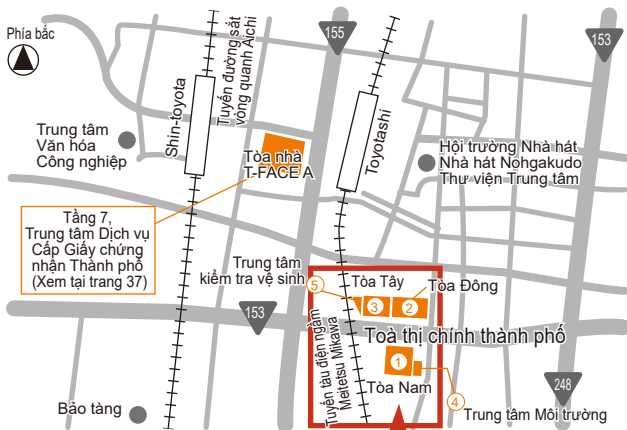 Phía bắc
155
153
Tuyến đường sắt
vòng quanh Aichi
Shin-toyota
Toyotashi
Trung tâm
Văn hóa
Công nghiệp
Tòa nhà
T-FACE A
Hội trường Nhà hát
Nhà hát Nohgakudo
Thư viện Trung tâm
Tầng 7,
Trung tâm Dịch vụ
Cấp Giấy chứng
nhận Thành phố
(Xem tại trang 37)
Trung tâm
kiểm tra vệ sinh
5
Tòa Tây
Tòa Đông
3
2
153
Toà thị chính thành phố
Tuyến tàu điện ngầm
Meitetsu Mikawa
1
Tòa Nam
4
248
Trung tâm Môi trường
Bảo tàng